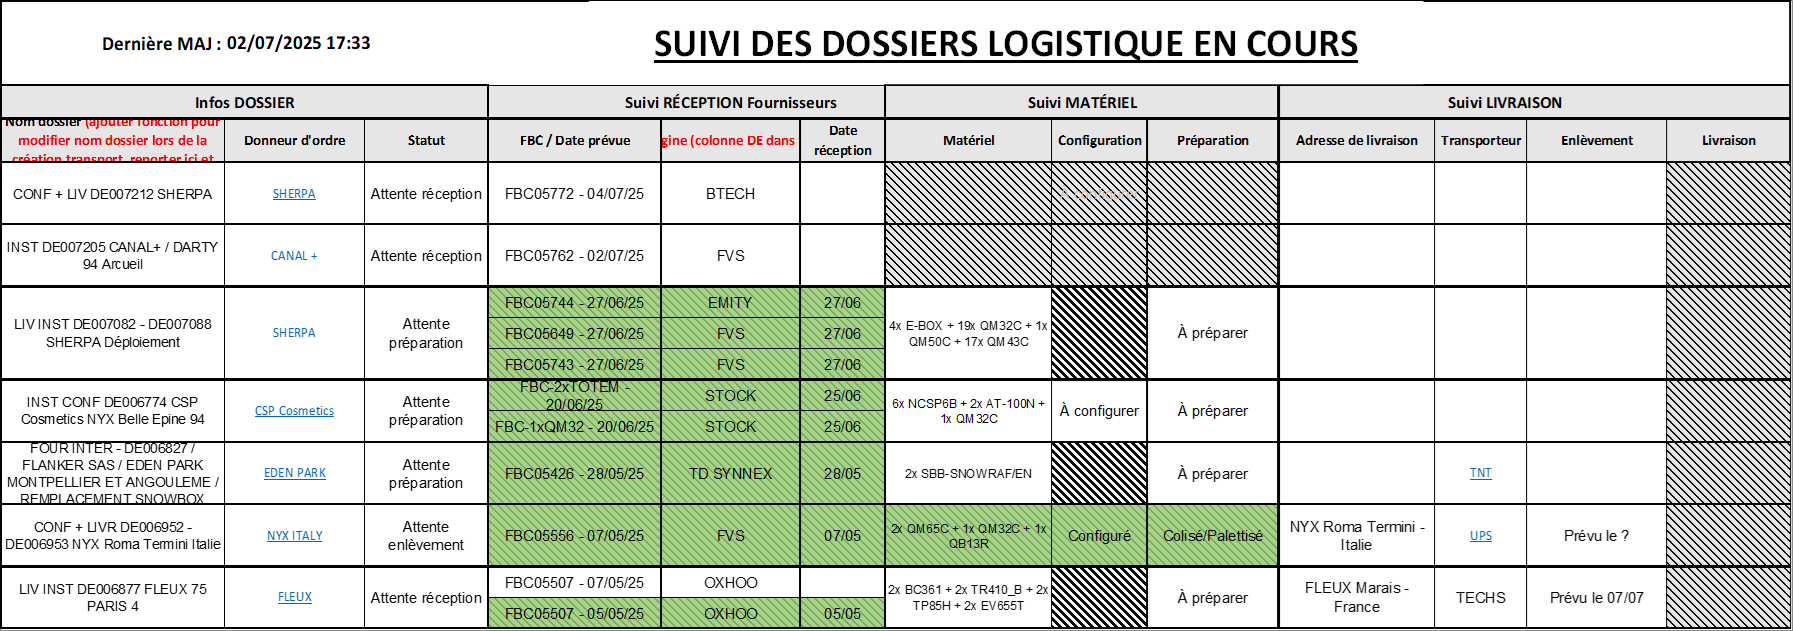 Dernière MAJ : 02/07/2025 17:33
SUIVI DES DOSSIERS LOGISTIQUE EN COURS
Infos DOSSIER
Suivi RÉCEPTION Fournisseurs
Suivi MATÉRIEL
Suivi LIVRAISON
Nom dossier (ajouter fonction pour
modifier nom dossier lors de la
création transport, reporter ici et
Donneur d'ordre
Statut
FBC / Date prévue
gine (colonne DE dans
Date
réception
Matériel
Configuration
Préparation
Adresse de livraison
Transporteur
Enlèvement
Livraison
CONF + LIV DE007212 SHERPA
SHERPA
Attente réception
FBC05772 - 04/07/25
BTECH
INST DE007205 CANAL+ / DARTY
94 Arcueil
CANAL +
Attente réception
FBC05762 - 02/07/25
FVS
LIV INST DE007082 - DE007088
SHERPA Déploiement
SHERPA
Attente
préparation
FBC05744 - 27/06/25
EMITY
27/06
FBC05649 - 27/06/25
FVS
27/06
FBC05743 - 27/06/25
FVS
27/06
4x E-BOX + 19x QM32C + 1x
QM50C + 17x QM43C
À préparer
INST CONF DE006774 CSP
Cosmetics NYX Belle Epine 94
CSP Cosmetics
Attente
préparation
FBC-2xTOTEM -
20/06/25
STOCK
25/06
FBC-1xQM32 - 20/06/25
STOCK
25/06
6x NCSP6B + 2x AT-100N +
1x QM32C
À configurer
À préparer
FOUR INTER - DE006827 /
FLANKER SAS / EDEN PARK
MONTPELLIER ET ANGOULEME /
REMPLACEMENT SNOWBOX
EDEN PARK
Attente
préparation
FBC05426 - 28/05/25
TD SYNNEX
28/05
2x SBB-SNOWRAF/EN
À préparer
TNT
CONF + LIVR DE006952 -
DE006953 NYX Roma Termini Italie
NYX ITALY
Attente
enlèvement
FBC05556 - 07/05/25
FVS
07/05
2x QM65C + 1x QM32C + 1x
QB13R
Configuré
Colisé/Palettisé
NYX Roma Termini -
Italie
UPS
Prévu le ?
LIV INST DE006877 FLEUX 75
PARIS 4
FLEUX
Attente réception
FBC05507 - 07/05/25
OXHOO
FBC05507 - 05/05/25
OXHOO
05/05
2x BC361 + 2x TR410_B + 2x
TP85H + 2x EV655T
À préparer
FLEUX Marais -
France
TECHS
Prévu le 07/07